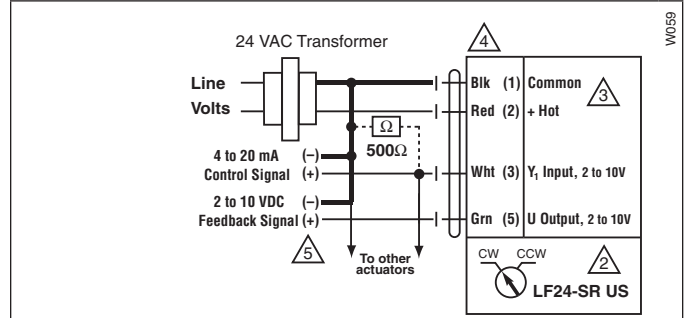 W059
24 VAC Transformer
Line
Volts
4
Blk (1) Common
3
Red (2) + Hot
Ω
500Ω
4 to 20 mA (–)
Control Signal (+)
Wht (3) Y₁ Input, 2 to 10V
2 to 10 VDC (–)
Feedback Signal (+)
Grn (5) U Output, 2 to 10V
5
To other
actuators
CW CCW
2
LF24-SR US